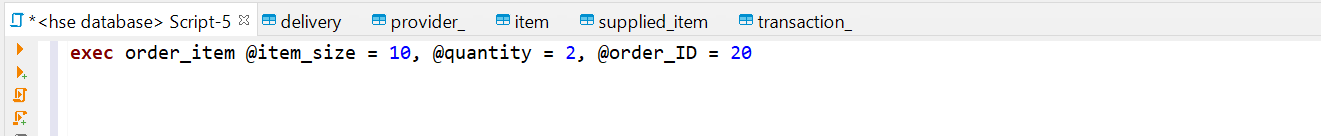 *<hse database> Script-5 delivery provider_ item supplied_item transaction_
exec order_item @item_size = 10, @quantity = 2, @order_ID = 20